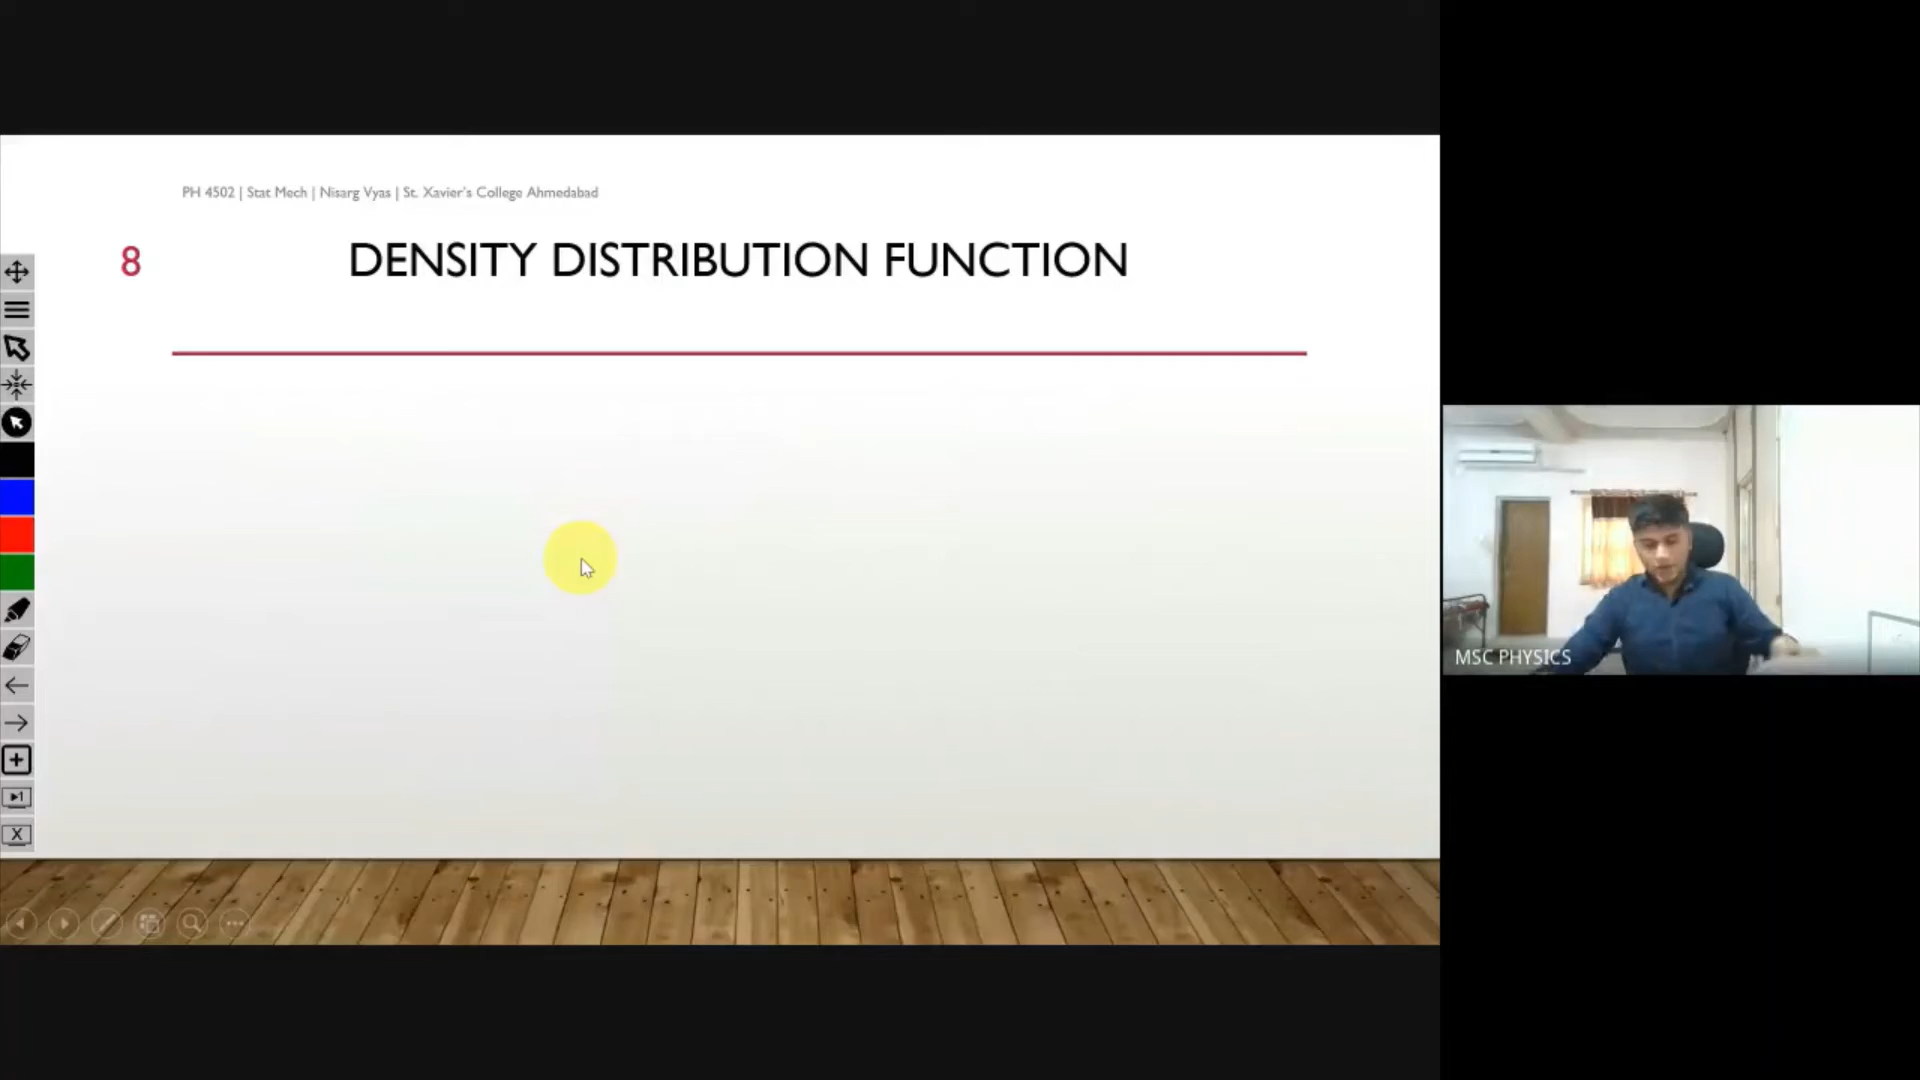 PH 4502 | Stat Mech | Nisarg Vyas | St. Xavier's College Ahmedabad
8
DENSITY DISTRIBUTION FUNCTION
MSC PHYSICS